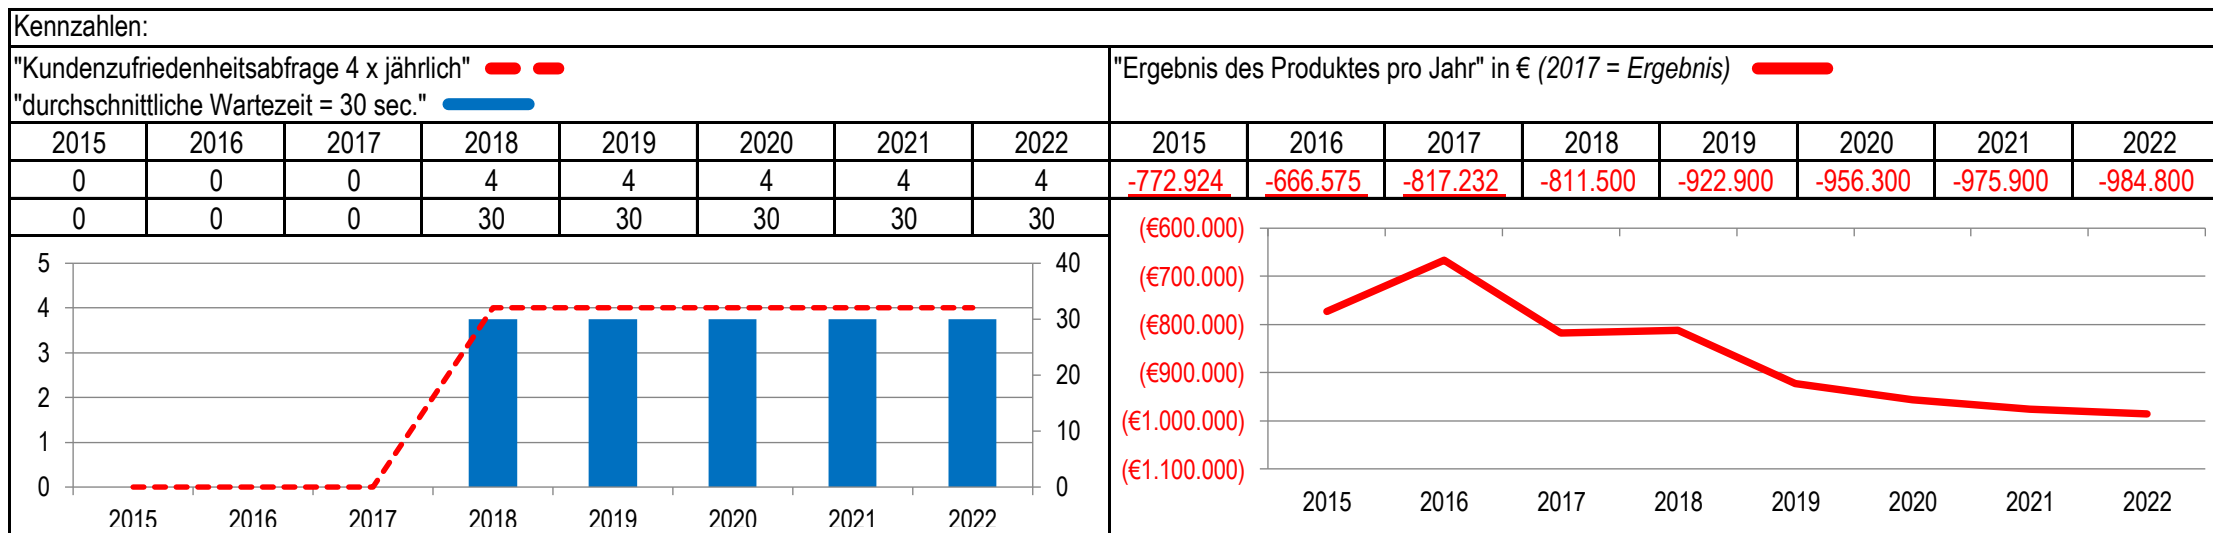 Kennzahlen:
"Kundenzufriedenheitsabfrage 4 x jährlich"
"durchschnittliche Wartezeit = 30 sec."
"Ergebnis des Produktes pro Jahr" in € (2017 = Ergebnis)
2015 2016 2017 2018 2019 2020 2021 2022
0 0 0 4 4 4 4 4
0 0 0 30 30 30 30 30
5 40
4
3 30
2 20
1 10
0 0
2015 2016 2017 2018 2019 2020 2021 2022
2015 2016 2017 2018 2019 2020 2021 2022
-772.924 -666.575 -817.232 -811.500 -922.900 -956.300 -975.900 -984.800
(€600.000)
(€700.000)
(€800.000)
(€900.000)
(€1.000.000)
(€1.100.000)
2015 2016 2017 2018 2019 2020 2021 2022